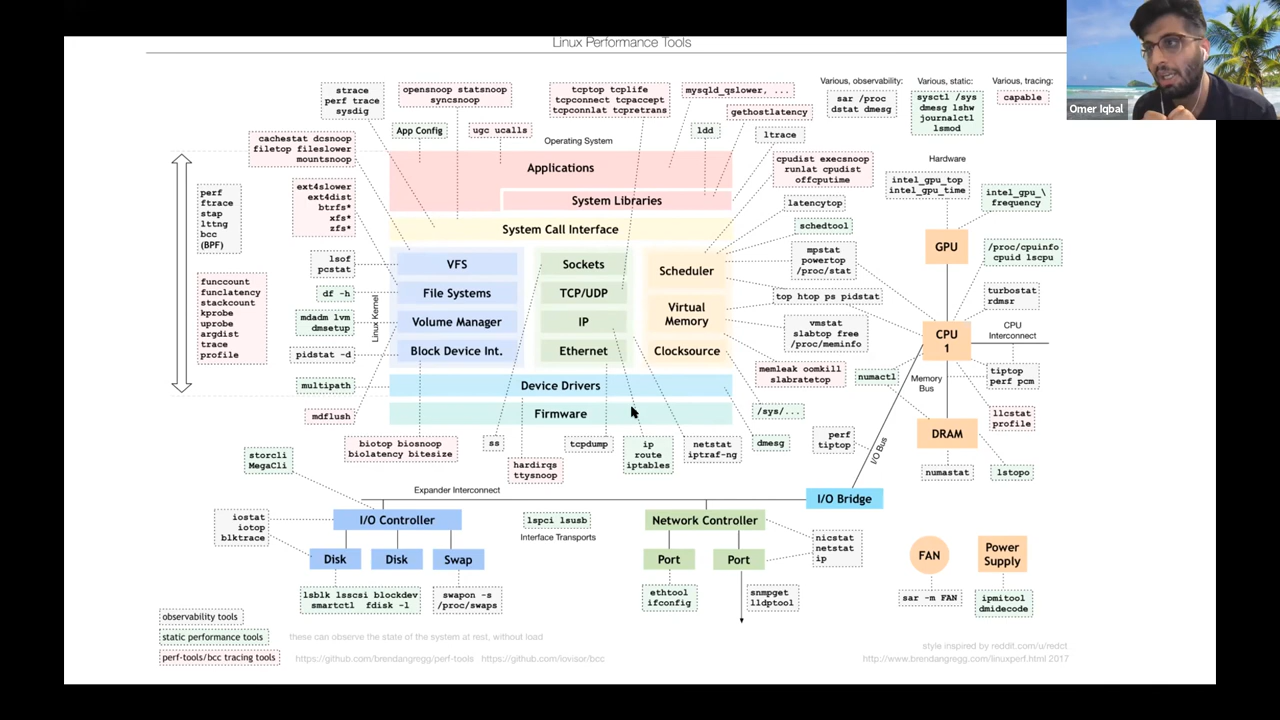 Linux Performance Tools
Omer Iqbal
strace
perf trace
sysdig
opensnoop statsnoop
syncsnoop
tcptop tcplife
tcpconnect tcpaccept
tcpconnlat tcpretrans
mysqld_qslower, ...
gethostlatency
Various, observability:
sar /proc
dstat dmesg
Various, static:
sysctl /sys
dmesg lshw
journalctl
lsmod
Various, tracing:
capable
App Config
ugc ucalls
ldd
ltrace
Operating System
cachestat dcsnoop
filetop fileslower
mountsnoop
Applications
System Libraries
System Call Interface
cpudist execsnoop
runlat cpudist
offcputime
Hardware
intel_gpu_top
intel_gpu_time
intel_gpu_\
frequency
perf
ftrace
stap
lttng
bcc
(BPF)
ext4slower
ext4dist
btrfs*
xfs*
zfs*
latencytop
schedtool
lsof
pcstat
VFS
Sockets
Scheduler
mpstat
powertop
/proc/stat
GPU
/proc/cpuinfo
cpuid lscpu
funccount
funclatency
stackcount
kprobe
uprobe
argdist
trace
profile
df -h
File Systems
TCP/UDP
top htop ps pidstat
turbostat
rdmsr
Linux Kernel
mdadm lvm
dmsetup
Volume Manager
IP
Virtual
Memory
vmstat
slabtop free
/proc/meminfo
CPU
1
CPU
Interconnect
pidstat -d
Block Device Int.
Ethernet
Clocksource
memleak oomkill
slabratetop
numactl
Memory
Bus
tiptop
perf pcm
multipath
Device Drivers
mdflush
Firmware
/sys/...
llcstat
profile
DRAM
biotop biosnoop
biolatency bitesize
ss
tcpdump
ip
route
iptables
netstat
iptraf-ng
dmesg
perf
tiptop
I/O Bus
numastat
lstopo
storcli
MegaCli
hardirqs
ttysnoop
Expander Interconnect
I/O Bridge
iostat
iotop
blktrace
I/O Controller
lspci lsusb
Interface Transports
Network Controller
nicstat
netstat
ip
Disk
Disk
Swap
Port
Port
FAN
Power
Supply
lsblk lsscsi blockdev
smartctl fdisk -l
swapon -s
/proc/swaps
ethtool
ifconfig
snmpget
lldptool
sar -m FAN
ipmitool
dmidecode
observability tools
static performance tools
these can observe the state of the system at rest, without load
perf-tools/bcc tracing tools
https://github.com/brendangregg/perf-tools https://github.com/iovisor/bcc
style inspired by reddit.com/u/redct
http://www.brendangregg.com/linuxperf.html 2017